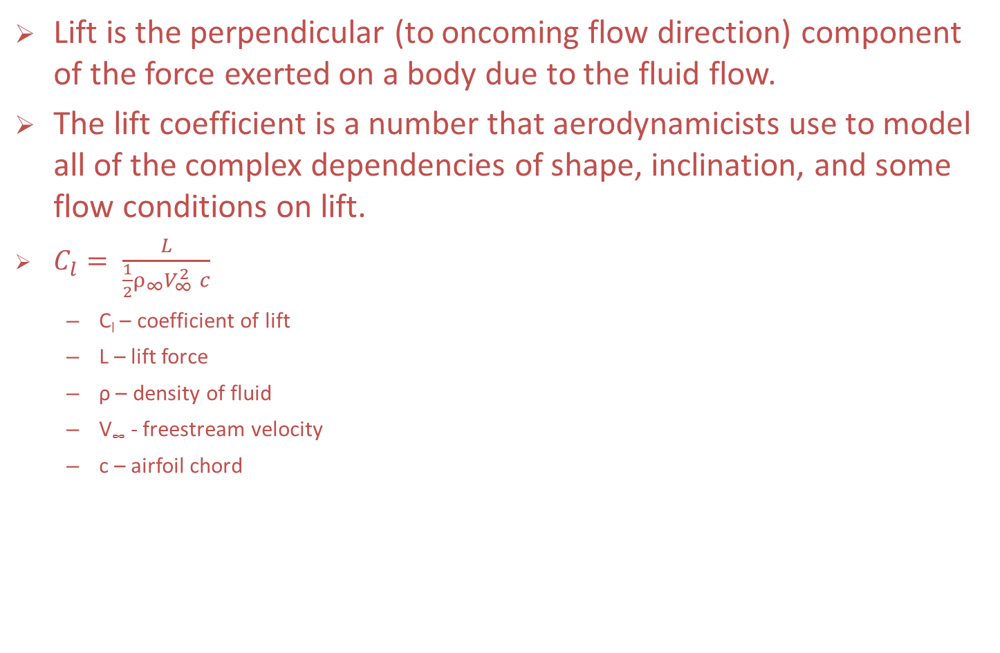 ➢ Lift is the perpendicular (to oncoming flow direction) component
of the force exerted on a body due to the fluid flow.
➢ The lift coefficient is a number that aerodynamicists use to model
all of the complex dependencies of shape, inclination, and some
flow conditions on lift.
➢ $C_l = \frac{L}{\frac{1}{2}\rho_\infty V_\infty^2 \, c}$
– C_l – coefficient of lift
– L – lift force
– ρ – density of fluid
– V_∞ - freestream velocity
– c – airfoil chord